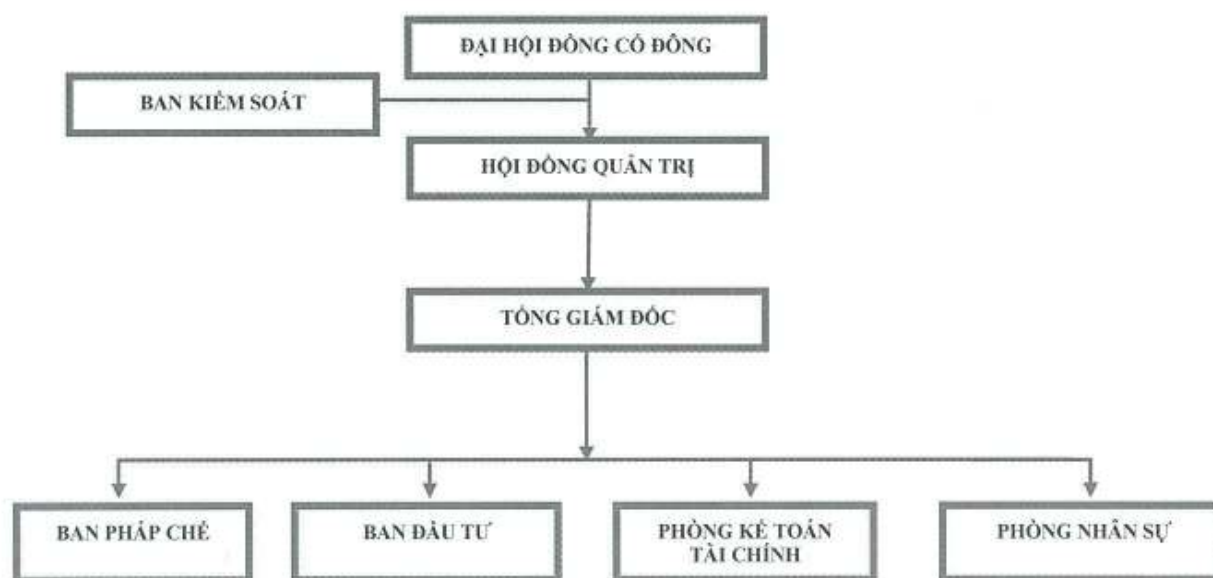 ĐẠI HỘI ĐỒNG CỔ ĐÔNG
BAN KIỂM SOÁT
HỘI ĐỒNG QUẢN TRỊ
TỔNG GIÁM ĐỐC
BAN PHÁP CHẾ
BAN ĐẦU TƯ
PHÒNG KẾ TOÁN
TÀI CHÍNH
PHÒNG NHÂN SỰ